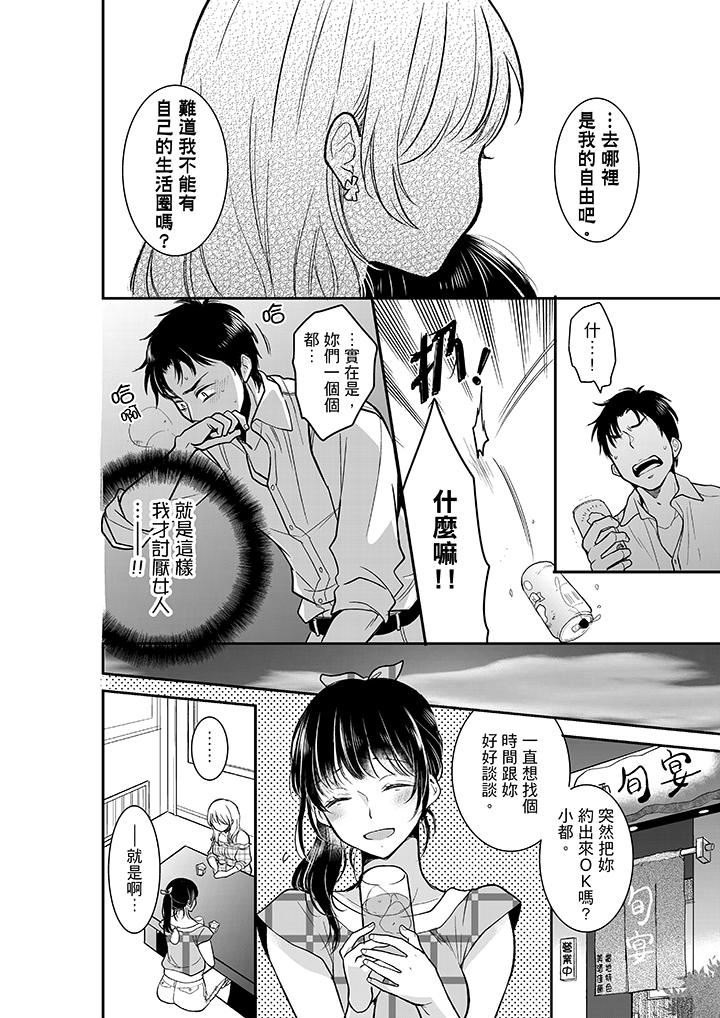 …去哪裡
是我的自由吧。
難道我不能有
自己的生活圈嗎？
什…！
扔！
什麼嘛!!
…實在是，
妳們一個個
都…
哈
哈
啊
就是這樣
我才討厭女人
…——!!
旬宴
旬宴
營業中
突然把妳
約出來OK嗎？
小都。
一直想找個
時間跟妳
好好談談。
……
—就是啊…